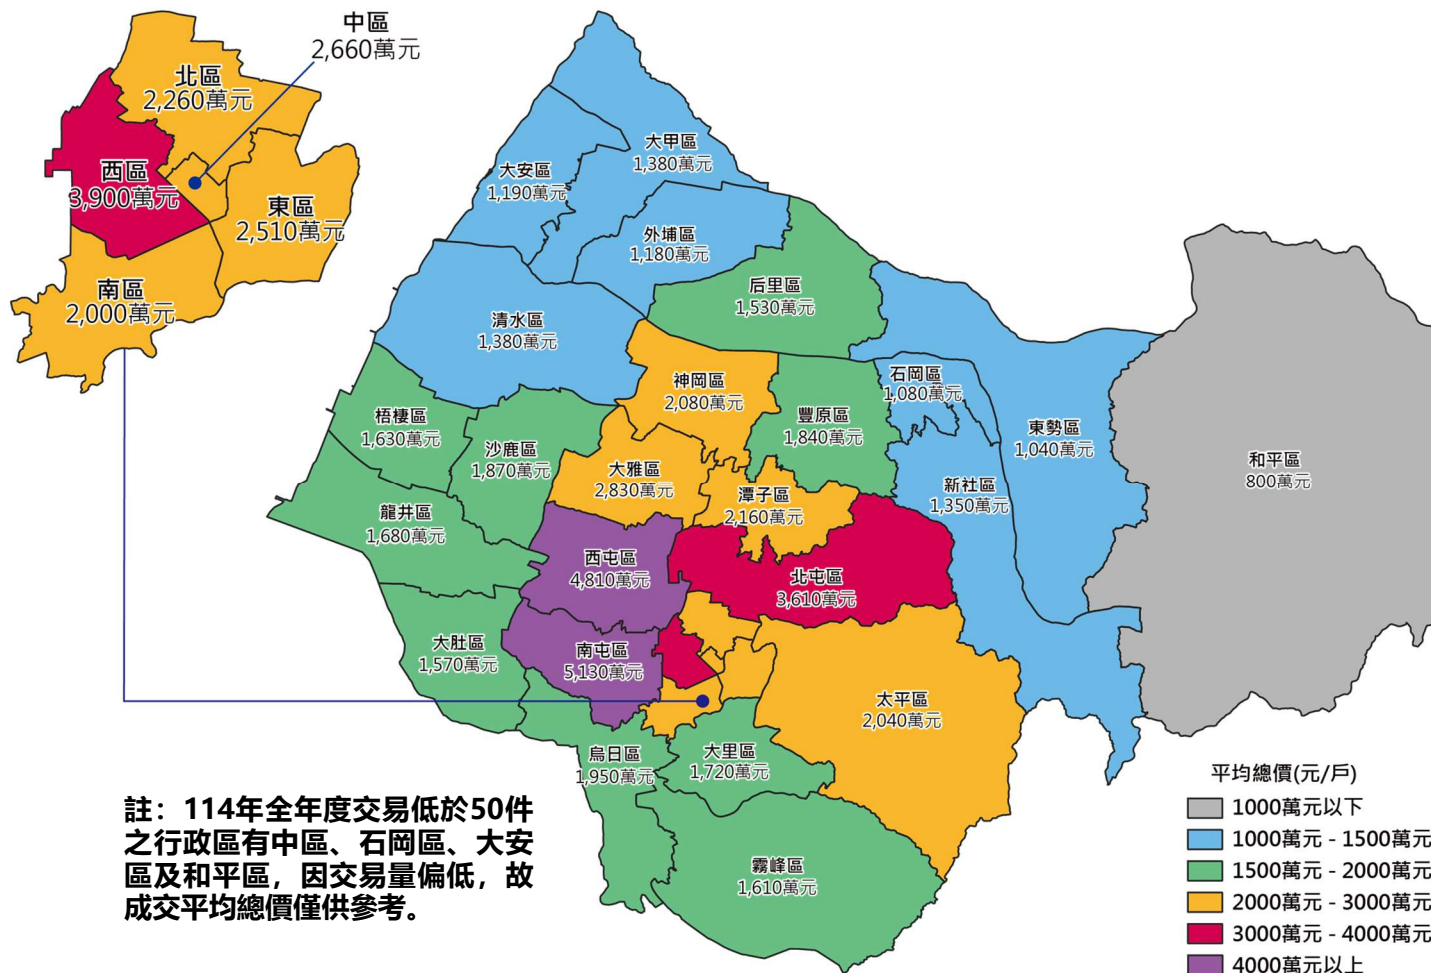 中區
2,660萬元
北區
2,260萬元
西區
3,900萬元
東區
2,510萬元
南區
2,000萬元
大甲區
1,380萬元
大安區
1,190萬元
外埔區
1,180萬元
后里區
1,530萬元
清水區
1,380萬元
神岡區
2,080萬元
石岡區
1,080萬元
豐原區
1,840萬元
東勢區
1,040萬元
和平區
800萬元
梧棲區
1,630萬元
沙鹿區
1,870萬元
大雅區
2,830萬元
潭子區
2,160萬元
新社區
1,350萬元
龍井區
1,680萬元
西屯區
4,810萬元
北屯區
3,610萬元
大肚區
1,570萬元
南屯區
5,130萬元
太平區
2,040萬元
烏日區
1,950萬元
大里區
1,720萬元
霧峰區
1,610萬元
註：114年全年度交易低於50件
之行政區有中區、石岡區、大安
區及和平區，因交易量偏低，故
成交平均總價僅供參考。
平均總價(元/戶)
1000萬元以下
1000萬元 - 1500萬元
1500萬元 - 2000萬元
2000萬元 - 3000萬元
3000萬元 - 4000萬元
4000萬元以上